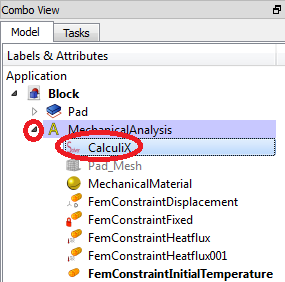 Combo View
Model Tasks
Labels & Attributes
Application
Block
Pad
MechanicalAnalysis
CalculiX
Pad_Mesh
MechanicalMaterial
FemConstraintDisplacement
FemConstraintFixed
FemConstraintHeatflux
FemConstraintHeatflux001
FemConstraintInitialTemperature